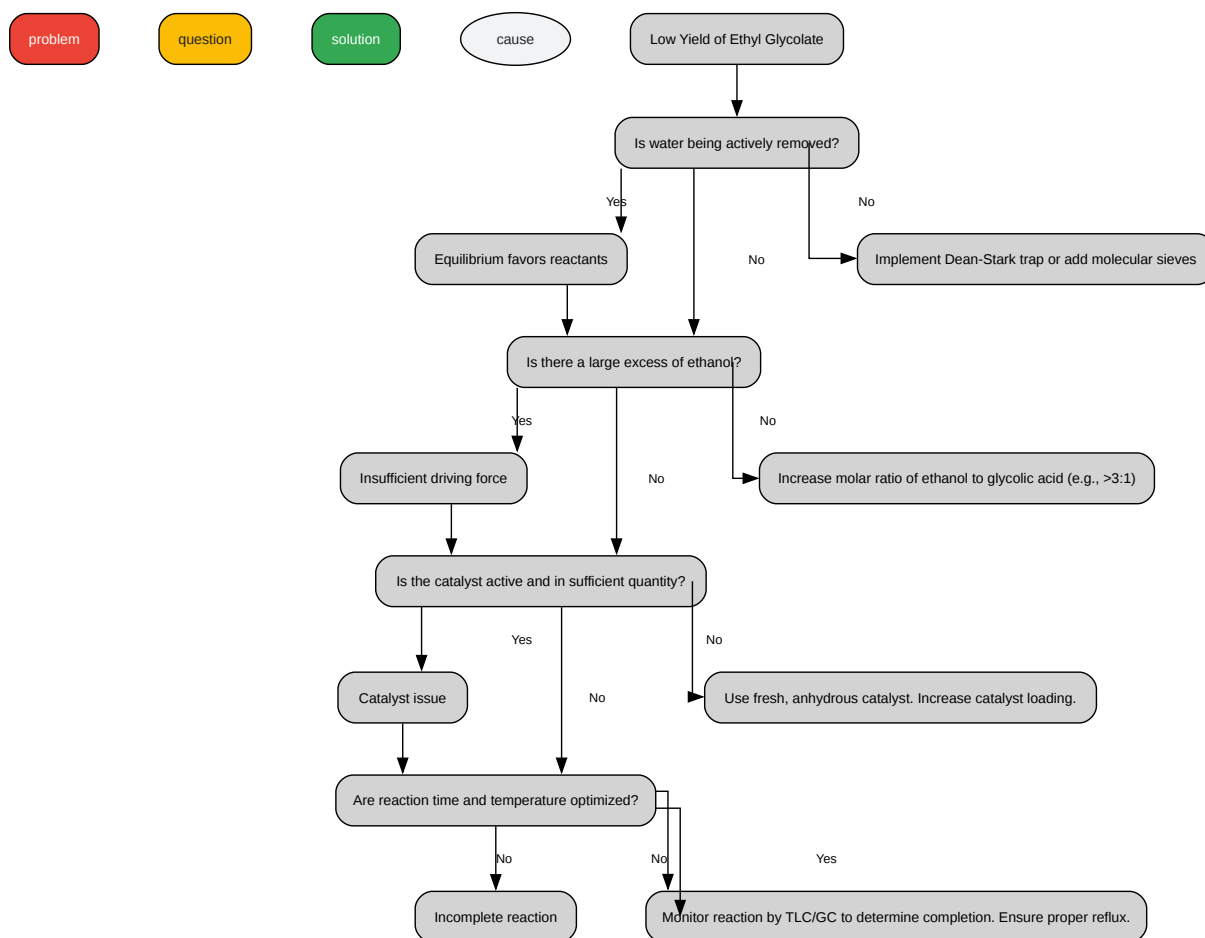 problem
question
solution
cause
Low Yield of Ethyl Glycolate
Is water being actively removed?
Yes
No
Equilibrium favors reactants
No
Implement Dean-Stark trap or add molecular sieves
Is there a large excess of ethanol?
Yes
No
Insufficient driving force
No
Increase molar ratio of ethanol to glycolic acid (e.g., >3:1)
Is the catalyst active and in sufficient quantity?
Yes
No
Catalyst issue
No
Use fresh, anhydrous catalyst. Increase catalyst loading.
Are reaction time and temperature optimized?
No
No
Yes
Incomplete reaction
Monitor reaction by TLC/GC to determine completion. Ensure proper reflux.